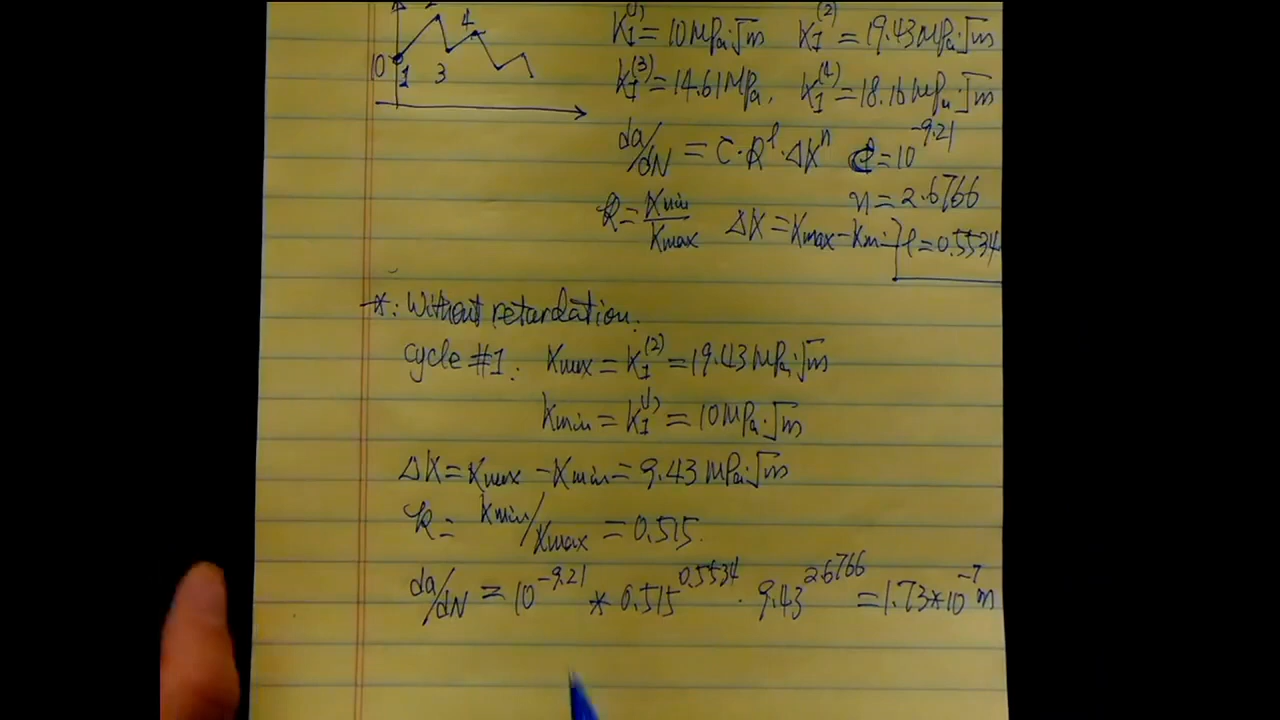 2
4
10
1
3
K_I^(1) = 10 MPa·√m K_I^(2) = 19.43 MPa·√m
K_I^(3) = 14.61 MPa, K_I^(4) = 18.16 MPa·√m
da/dN = C·R^l·ΔK^n C = 10^-9.21
n = 2.6766
R = Kmin/Kmax ΔK = Kmax - Kmin l = 0.5534
*: Without retardation.
Cycle #1: Kmax = K_I^(2) = 19.43 MPa·√m
Kmin = K_I^(1) = 10 MPa·√m
ΔK = Kmax - Kmin = 9.43 MPa·√m
R = Kmin/Kmax = 0.515.
da/dN = 10^-9.21 * 0.515^0.5534 · 9.43^2.6766 = 1.73*10^-7 m